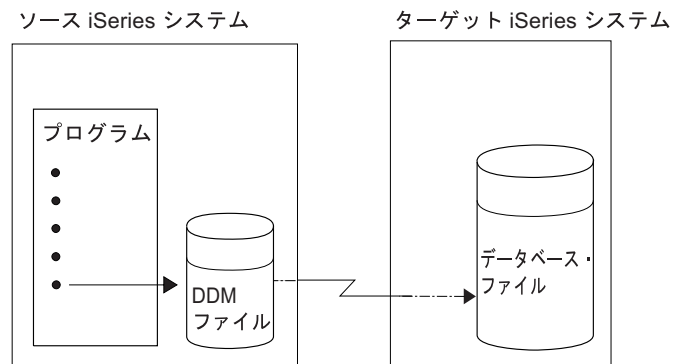 ソース iSeries システム
ターゲット iSeries システム
プログラム
DDM
ファイル
データベース・
ファイル